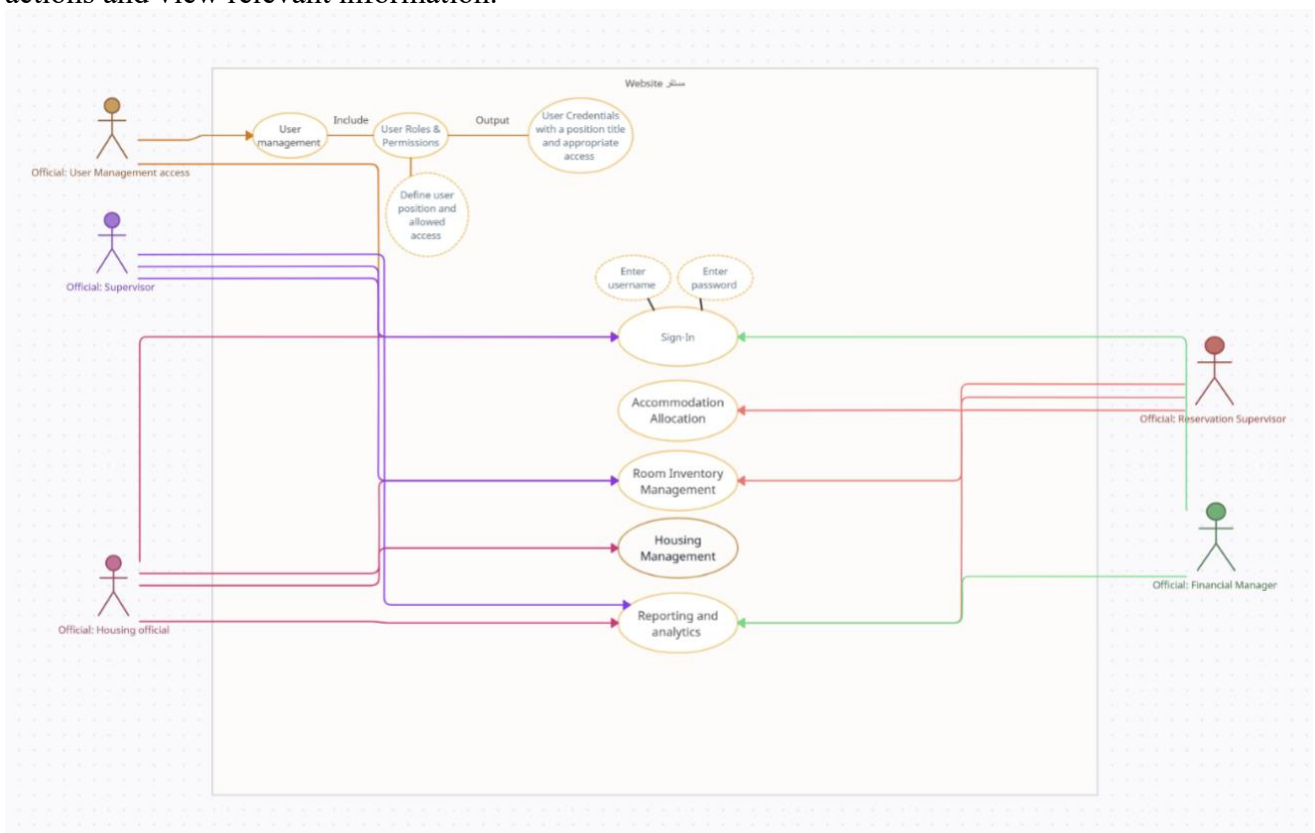 actions and view relevant information.
Website مستقر
Official: User Management access
User
management
Include
User Roles &
Permissions
Output
User Credentials
with a position title
and appropriate
access
Define user
position and
allowed
access
Official: Supervisor
Enter
username
Enter
password
Sign-In
Accommodation
Allocation
Official: Reservation Supervisor
Room Inventory
Management
Housing
Management
Official: Financial Manager
Reporting and
analytics
Official: Housing official